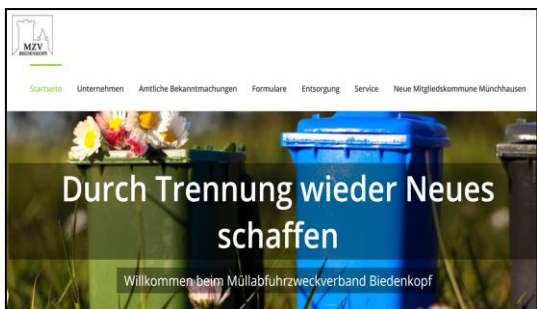 MZV
BIEDENKOPF
Startseite Unternehmen Amtliche Bekanntmachungen Formulare Entsorgung Service Neue Mitgliedskommune Münchhausen
Durch Trennung wieder Neues
schaffen
Willkommen beim Müllabfuhrzweckverband Biedenkopf